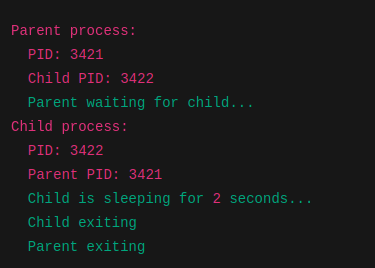 Parent process:
PID: 3421
Child PID: 3422
Parent waiting for child...
Child process:
PID: 3422
Parent PID: 3421
Child is sleeping for 2 seconds...
Child exiting
Parent exiting